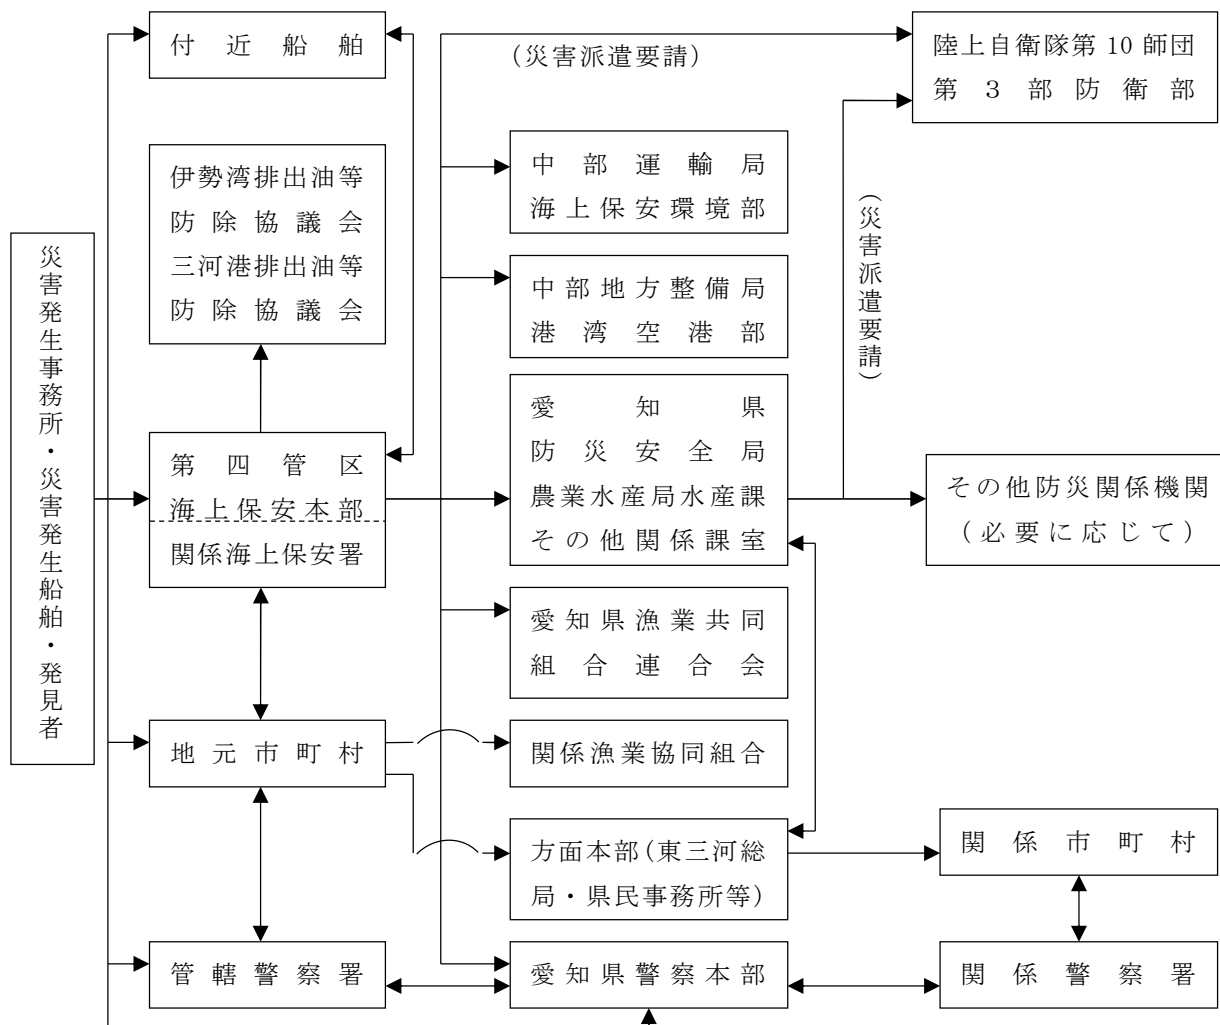 付近船舶
(災害派遣要請)
陸上自衛隊第10師団
第3部防衛部
伊勢湾排出油等
防除協議会
三河港排出油等
防除協議会
中部運輸局
海上保安環境部
(災害派遣要請)
中部地方整備局
港湾空港部
災害発生事務所・災害発生船舶・発見者
第四管区
海上保安本部
関係海上保安署
愛知県
防災安全局
農業水産局水産課
その他関係課室
その他防災関係機関
(必要に応じて)
愛知県漁業共同
組合連合会
地元市町村
関係漁業協同組合
方面本部(東三河総
局・県民事務所等)
関係市町村
管轄警察署
愛知県警察本部
関係警察署